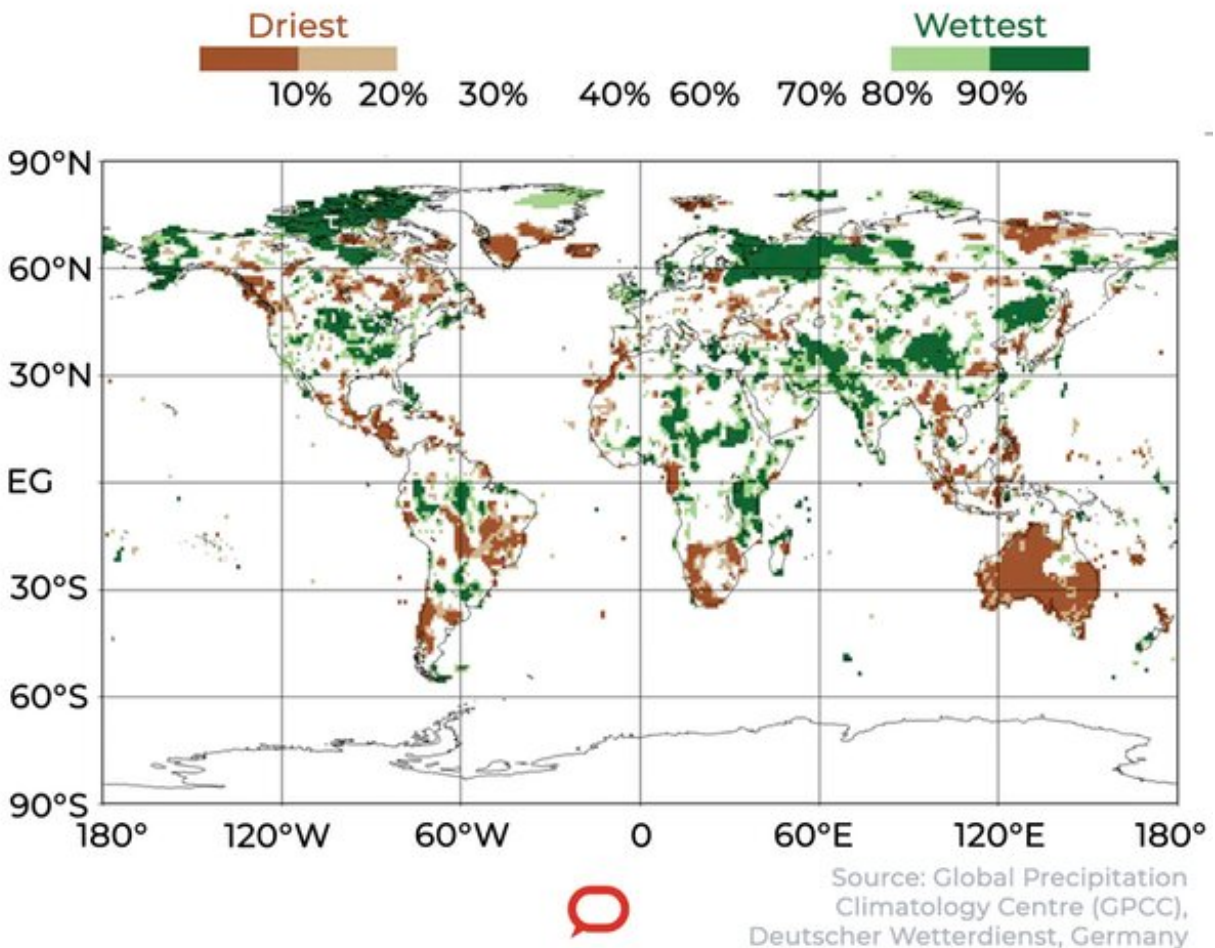 Driest Wettest
10% 20% 30% 40% 60% 70% 80% 90%
90°N
60°N
30°N
EG
30°S
60°S
90°S
180° 120°W 60°W 0 60°E 120°E 180°
Source: Global Precipitation
Climatology Centre (GPCC),
Deutscher Wetterdienst, Germany